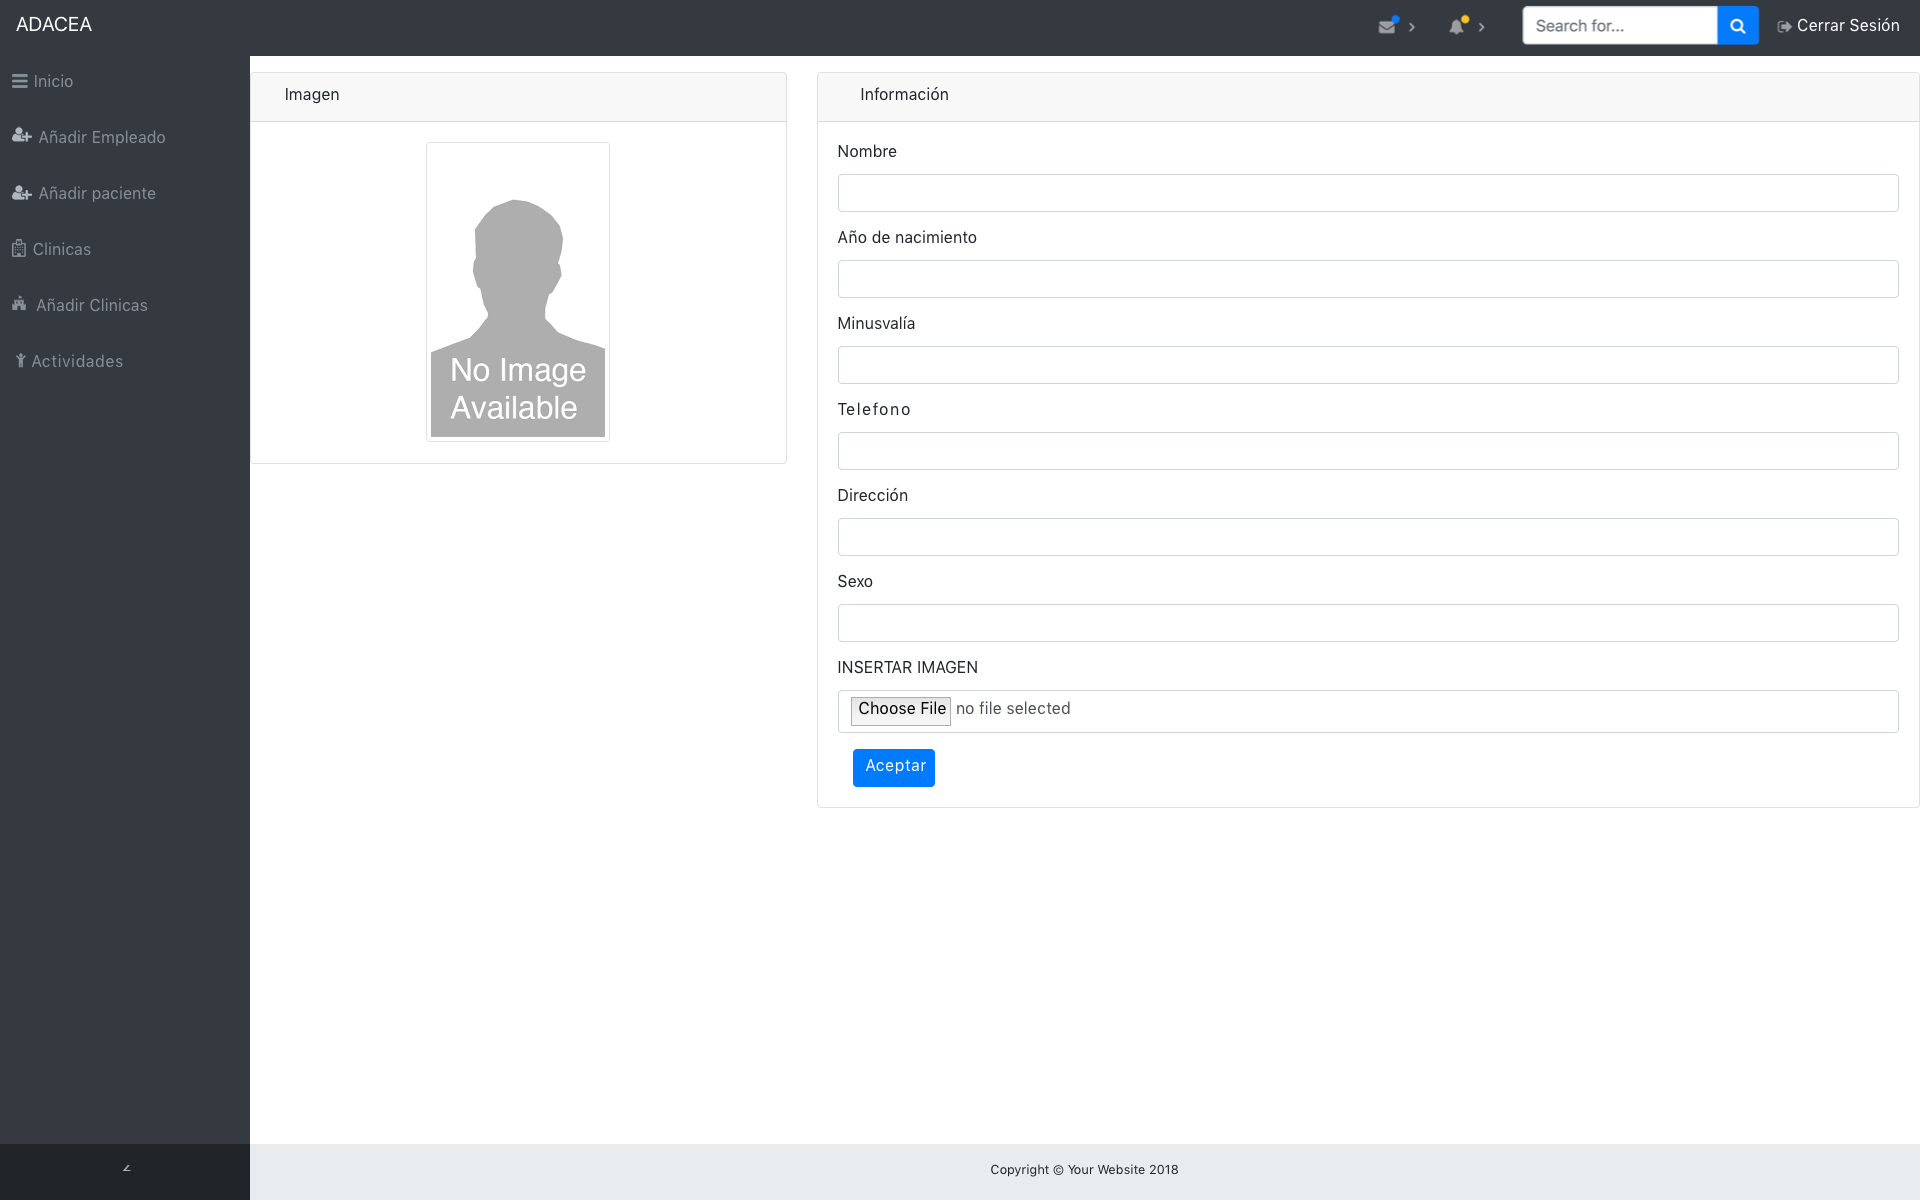 ADACEA
Search for...
Cerrar Sesión
Inicio
Añadir Empleado
Añadir paciente
Clinicas
Añadir Clinicas
Actividades
Imagen
No Image
Available
Información
Nombre
Año de nacimiento
Minusvalía
Telefono
Dirección
Sexo
INSERTAR IMAGEN
Choose File no file selected
Aceptar
Copyright © Your Website 2018